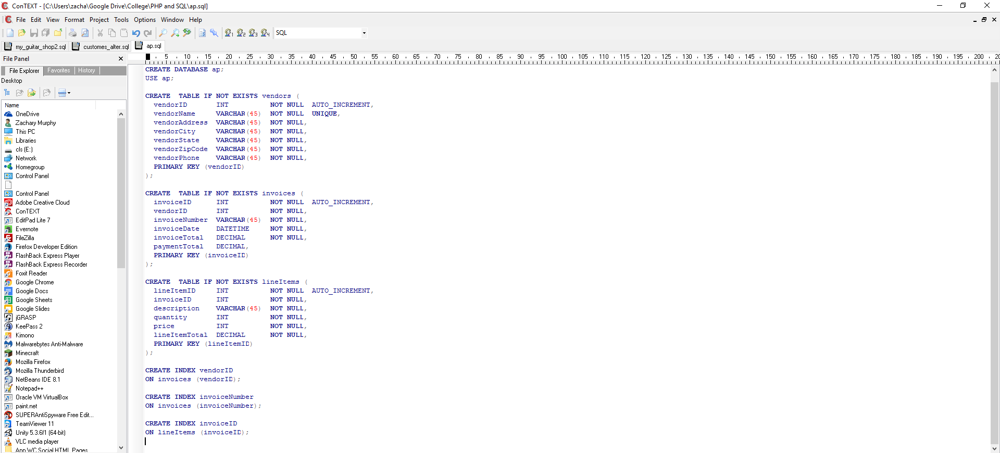 ConTEXT - [C:\Users\zacha\Google Drive\College\PHP and SQL\ap.sql]
File Edit View Format Project Tools Options Window Help
SQL
my_guitar_shop2.sql customes_alter.sql ap.sql
File Panel
5 10 15 20 25 30 35 40 45 50 55 60 65 70 75 80 85 90 95 100 105 110 115 120 125 130 135 140 145 150 155 160 165 170 175 180 185 190 195 200 20
File Explorer Favorites History
Desktop
Name
OneDrive
Zachary Murphy
This PC
Libraries
cls (E:)
Network
Homegroup
Control Panel
Control Panel
Adobe Creative Cloud
ConTEXT
EditPad Lite 7
Evernote
FileZilla
Firefox Developer Edition
FlashBack Express Player
FlashBack Express Recorder
Foxit Reader
Google Chrome
Google Docs
Google Sheets
Google Slides
jGRASP
KeePass 2
Kimono
Malwarebytes Anti-Malware
Minecraft
Mozilla Firefox
Mozilla Thunderbird
NetBeans IDE 8.1
Notepad++
Oracle VM VirtualBox
paint.net
SUPERAntiSpyware Free Edit...
TeamViewer 11
Unity 5.3.6f1 (64-bit)
VLC media player
App WC Social HTML Pages
CREATE DATABASE ap;
USE ap;
CREATE  TABLE IF NOT EXISTS vendors (
  vendorID       INT          NOT NULL  AUTO_INCREMENT,
  vendorName     VARCHAR(45)  NOT NULL  UNIQUE,
  vendorAddress  VARCHAR(45)  NOT NULL,
  vendorCity     VARCHAR(45)  NOT NULL,
  vendorState    VARCHAR(45)  NOT NULL,
  vendorZipCode  VARCHAR(45)  NOT NULL,
  vendorPhone    VARCHAR(45)  NOT NULL,
  PRIMARY KEY (vendorID)
);
CREATE  TABLE IF NOT EXISTS invoices (
  invoiceID      INT          NOT NULL  AUTO_INCREMENT,
  vendorID       INT          NOT NULL,
  invoiceNumber  VARCHAR(45)  NOT NULL,
  invoiceDate    DATETIME     NOT NULL,
  invoiceTotal   DECIMAL      NOT NULL,
  paymentTotal   DECIMAL,
  PRIMARY KEY (invoiceID)
);
CREATE  TABLE IF NOT EXISTS lineItems (
  lineItemID     INT          NOT NULL  AUTO_INCREMENT,
  invoiceID      INT          NOT NULL,
  description    VARCHAR(45)  NOT NULL,
  quantity       INT          NOT NULL,
  price          INT          NOT NULL,
  lineItemTotal  DECIMAL      NOT NULL,
  PRIMARY KEY (lineItemID)
);
CREATE INDEX vendorID
ON invoices (vendorID);
CREATE INDEX invoiceNumber
ON invoices (invoiceNumber);
CREATE INDEX invoiceID
ON lineItems (invoiceID);